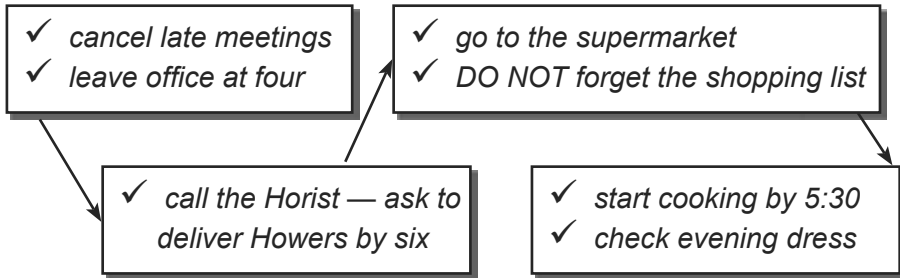 ✓ cancel late meetings
✓ leave office at four
✓ call the Horist — ask to
deliver Howers by six
✓ go to the supermarket
✓ DO NOT forget the shopping list
✓ start cooking by 5:30
✓ check evening dress